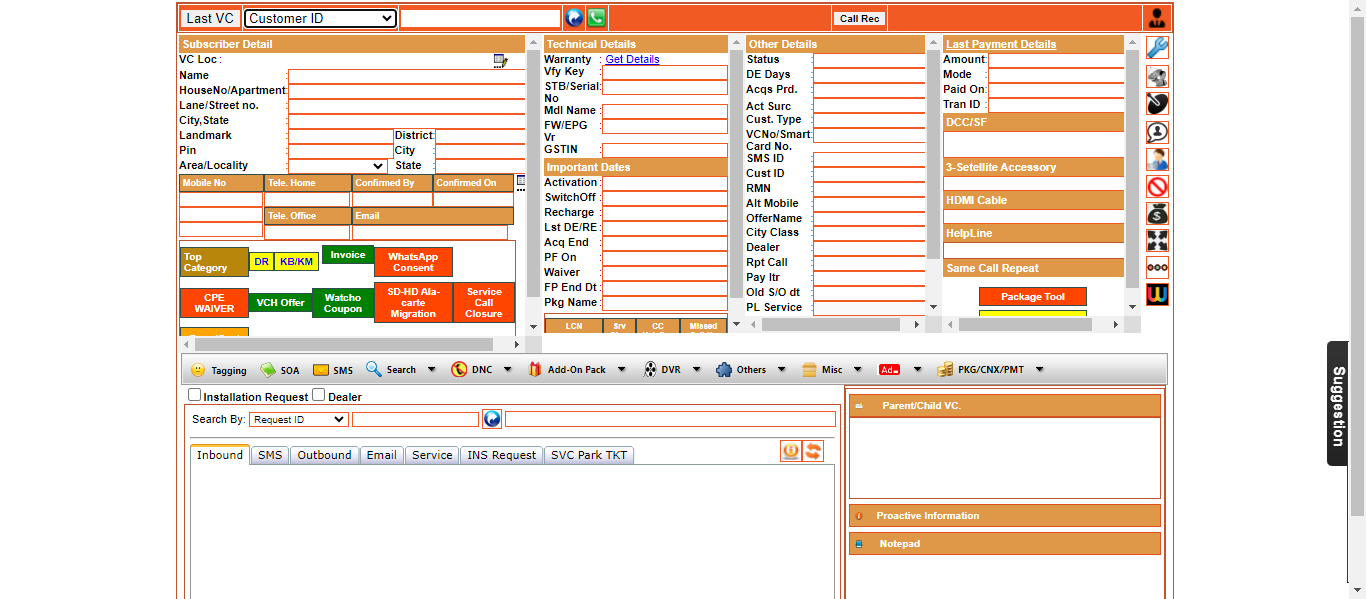 Last VC Customer ID Call Rec
Subscriber Detail
VC Loc :
Name :
HouseNo/Apartment:
Lane/Street no. :
City,State :
Landmark : District:
Pin : City :
Area/Locality : State :
Mobile No Tele. Home Confirmed By Confirmed On
Tele. Office Email
Top Category DR KB/KM Invoice WhatsApp Consent
CPE WAIVER VCH Offer Watcho Coupon SD-HD Ala-carte Migration Service Call Closure
Technical Details
Warranty : Get Details
Vfy Key :
STB/Serial: No
Mdl Name :
FW/EPG : Vr
GSTIN :
Important Dates
Activation :
SwitchOff :
Recharge :
Lst DE/RE :
Acq End :
PF On :
Waiver :
FP End Dt :
Pkg Name :
LCN Srv CC Missed
Other Details
Status :
DE Days :
Acqs Prd. :
Act Surc :
Cust. Type :
VCNo/Smart: Card No.
SMS ID :
Cust ID :
RMN :
Alt Mobile :
OfferName :
City Class :
Dealer :
Rpt Call :
Pay Itr :
Old S/O dt :
PL Service :
Last Payment Details
Amount:
Mode :
Paid On:
Tran ID :
DCC/SF
3-Setellite Accessory
HDMI Cable
HelpLine
Same Call Repeat
Package Tool
Tagging SOA SMS Search DNC Add-On Pack DVR Others Misc Ad PKG/CNX/PMT
Installation Request Dealer
Search By: Request ID
Inbound SMS Outbound Email Service INS Request SVC Park TKT
Parent/Child VC.
Proactive Information
Notepad
Suggestion